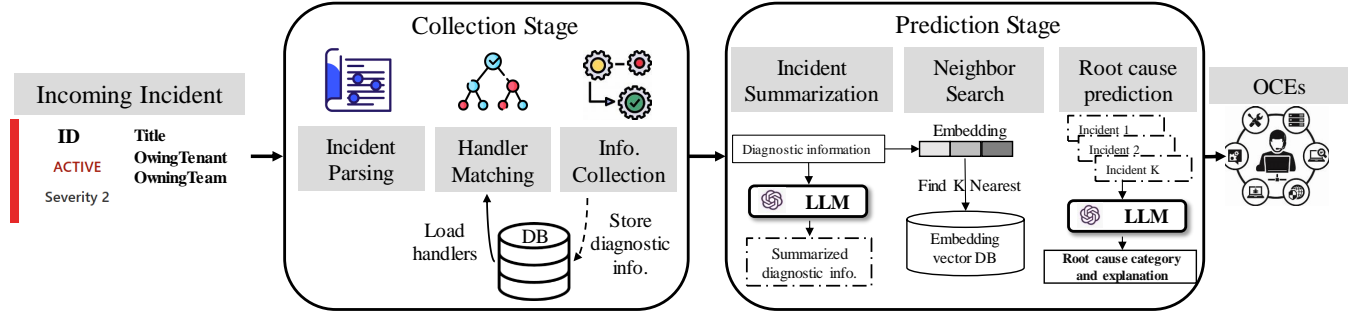 Incoming Incident
ID
ACTIVE
Severity 2
Title
OwingTenant
OwningTeam
Collection Stage
Incident
Parsing
Handler
Matching
Info.
Collection
Load
handlers
DB
Store
diagnostic
info.
Prediction Stage
Incident
Summarization
Neighbor
Search
Root cause
prediction
Diagnostic information
LLM
Summarized
diagnostic info.
Embedding
Find K Nearest
Embedding
vector DB
Incident 1
Incident 2
Incident K
LLM
Root cause category
and explanation
OCEs